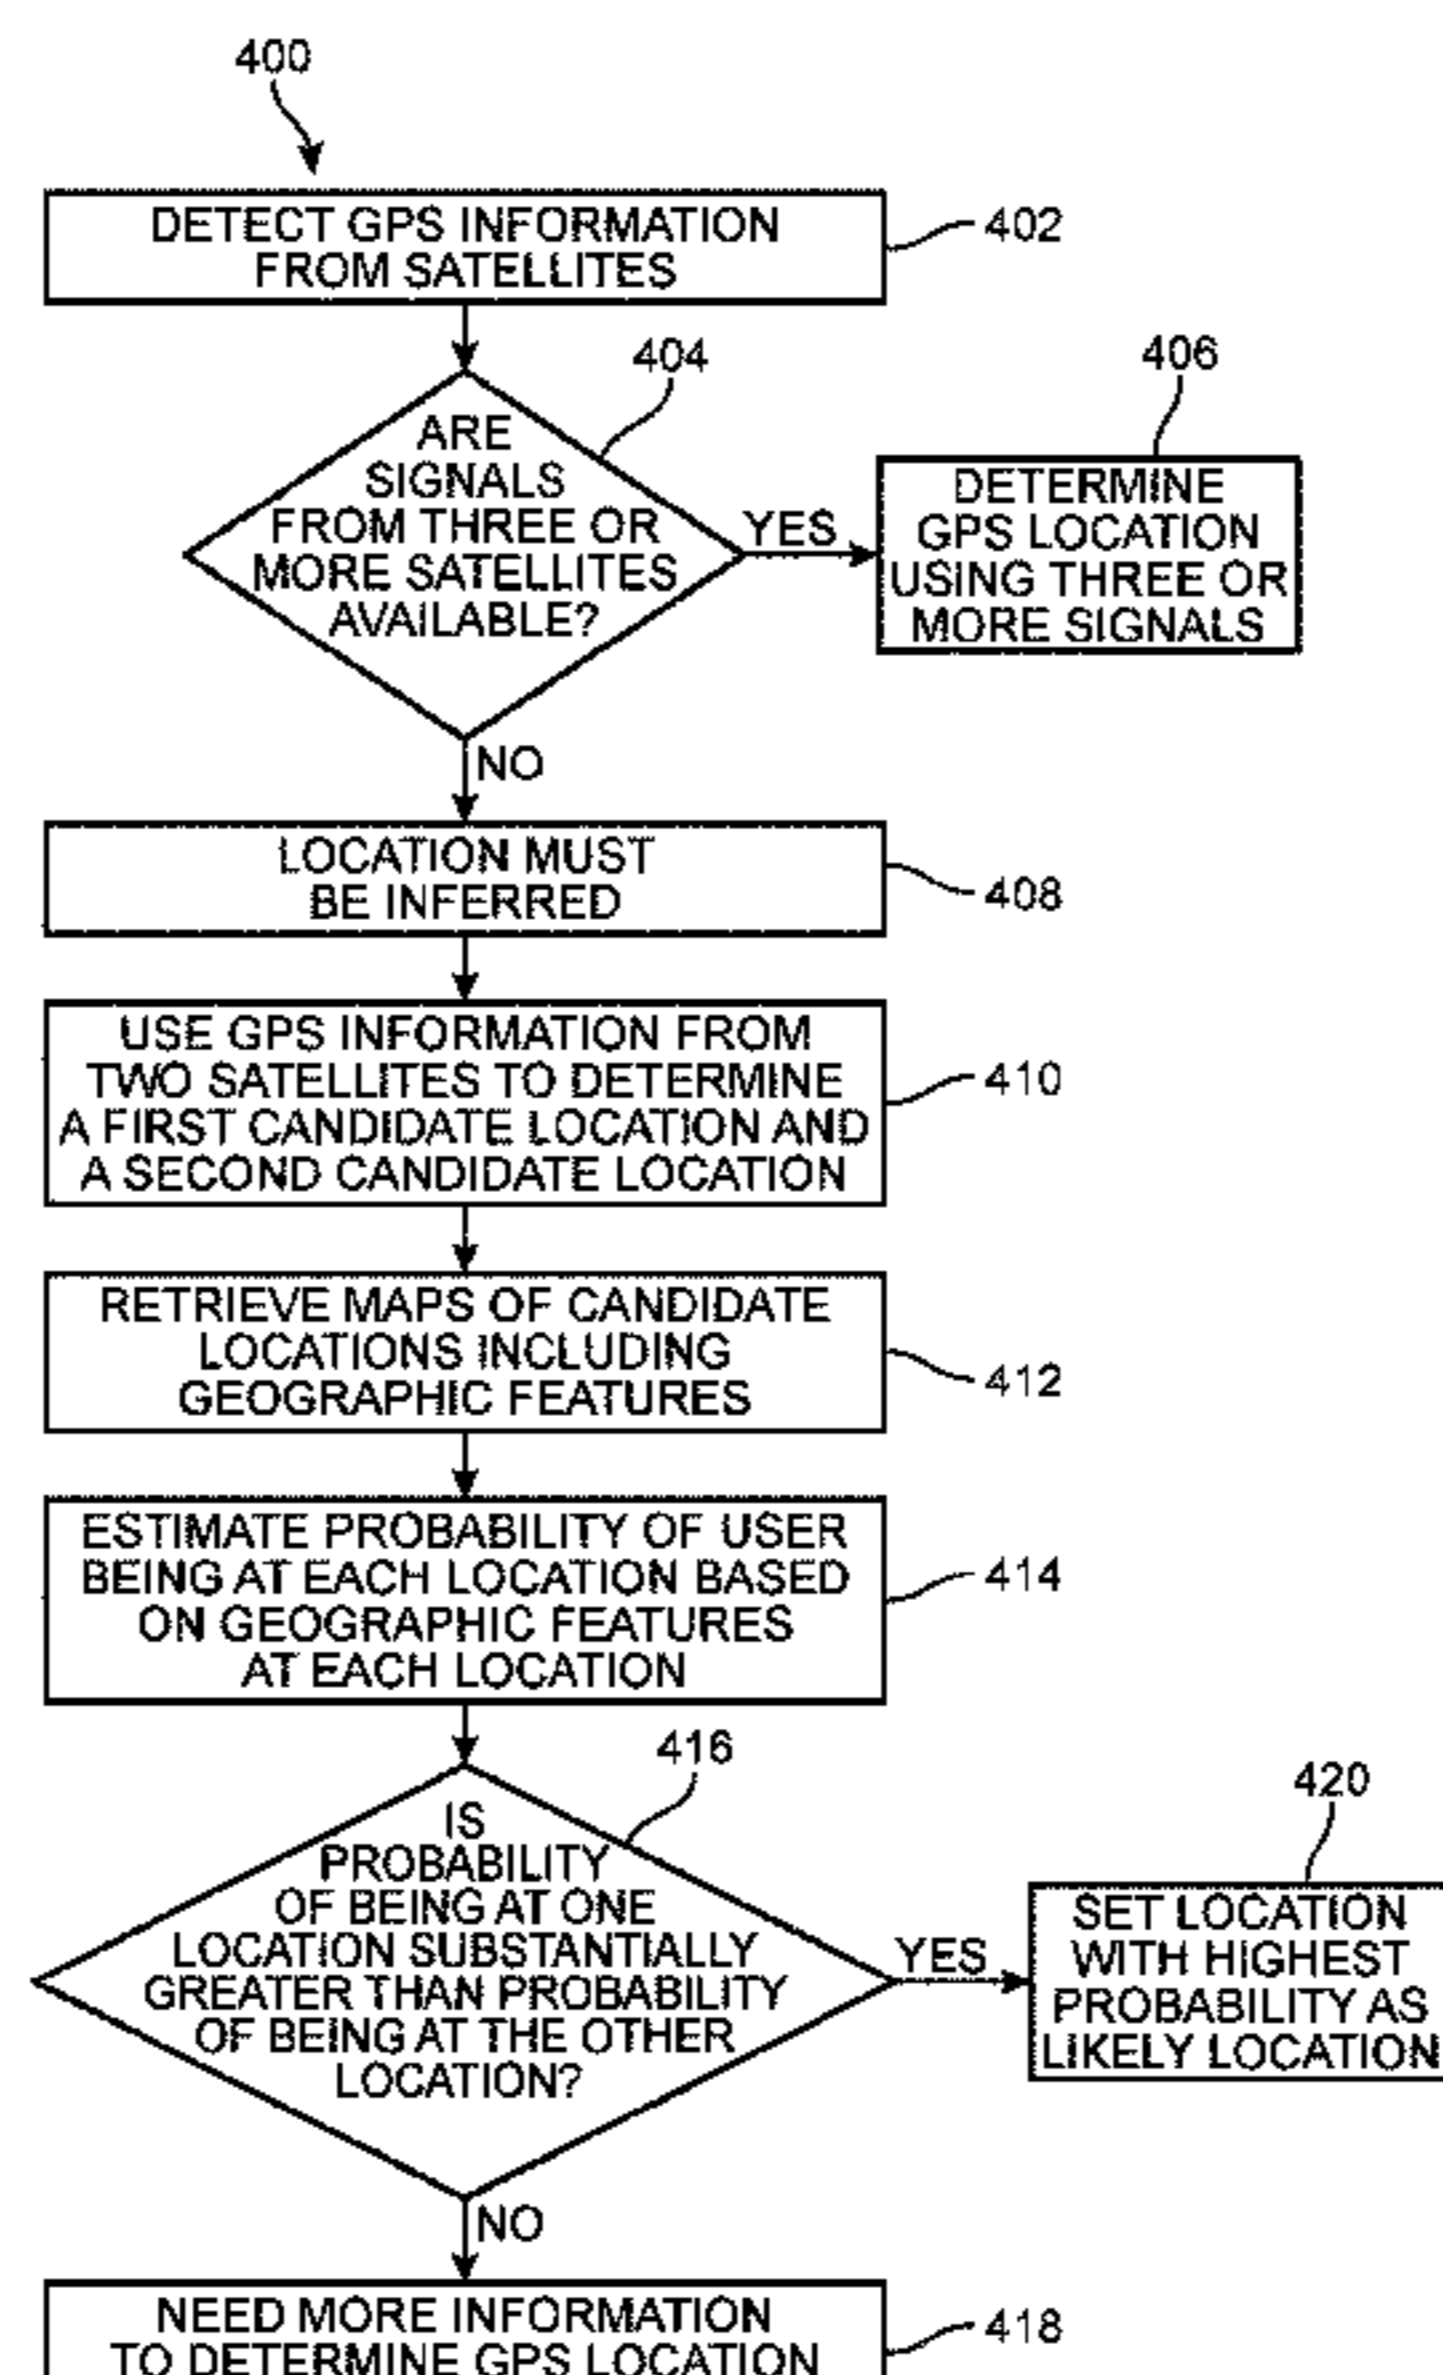 400
DETECT GPS INFORMATION
FROM SATELLITES
402
404
ARE
SIGNALS
FROM THREE OR
MORE SATELLITES
AVAILABLE?
YES
406
DETERMINE
GPS LOCATION
USING THREE OR
MORE SIGNALS
NO
LOCATION MUST
BE INFERRED
408
USE GPS INFORMATION FROM
TWO SATELLITES TO DETERMINE
A FIRST CANDIDATE LOCATION AND
A SECOND CANDIDATE LOCATION
410
RETRIEVE MAPS OF CANDIDATE
LOCATIONS INCLUDING
GEOGRAPHIC FEATURES
412
ESTIMATE PROBABILITY OF USER
BEING AT EACH LOCATION BASED
ON GEOGRAPHIC FEATURES
AT EACH LOCATION
414
416
IS
PROBABILITY
OF BEING AT ONE
LOCATION SUBSTANTIALLY
GREATER THAN PROBABILITY
OF BEING AT THE OTHER
LOCATION?
YES
420
SET LOCATION
WITH HIGHEST
PROBABILITY AS
LIKELY LOCATION
NO
NEED MORE INFORMATION
TO DETERMINE GPS LOCATION
418